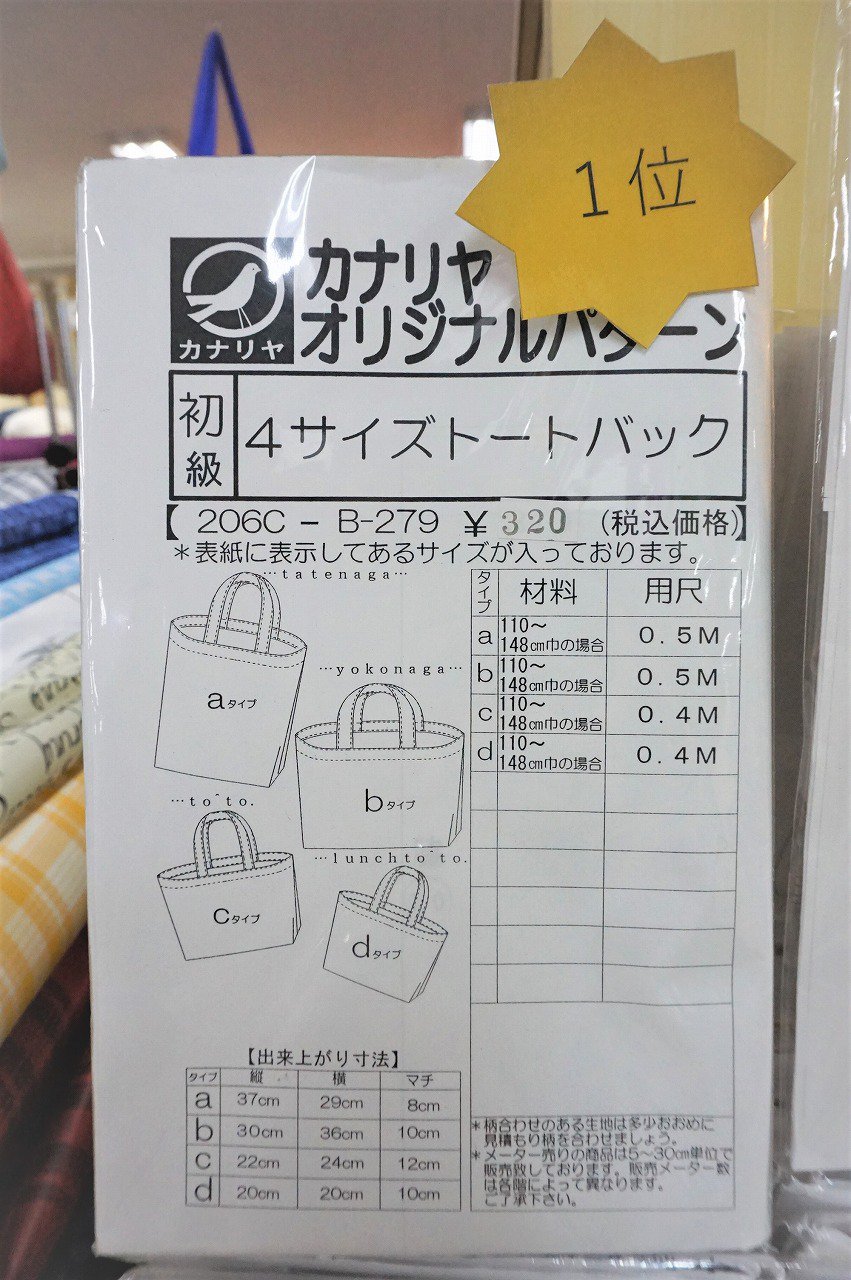 1位
カナリヤ
カナリヤ
オリジナルパターン
初級
4サイズトートバック
【 206C - B-279 ¥ 320 (税込価格)】
*表紙に表示してあるサイズが入っております。
…tatenaga…
aタイプ
…yokonaga…
bタイプ
…to^to.
cタイプ
…lunchto^to.
dタイプ
タイプ 材料 用尺
a 110〜148cm巾の場合 0.5M
b 110〜148cm巾の場合 0.5M
c 110〜148cm巾の場合 0.4M
d 110〜148cm巾の場合 0.4M
【出来上がり寸法】
タイプ 縦 横 マチ
a 37cm 29cm 8cm
b 30cm 36cm 10cm
c 22cm 24cm 12cm
d 20cm 20cm 10cm
*柄合わせのある生地は多少おおめに
見積もり柄を合わせましょう。
*メーター売りの商品は5〜30cm単位で
販売致しております。販売メーター数
は各階によって異なります。
ご了承下さい。